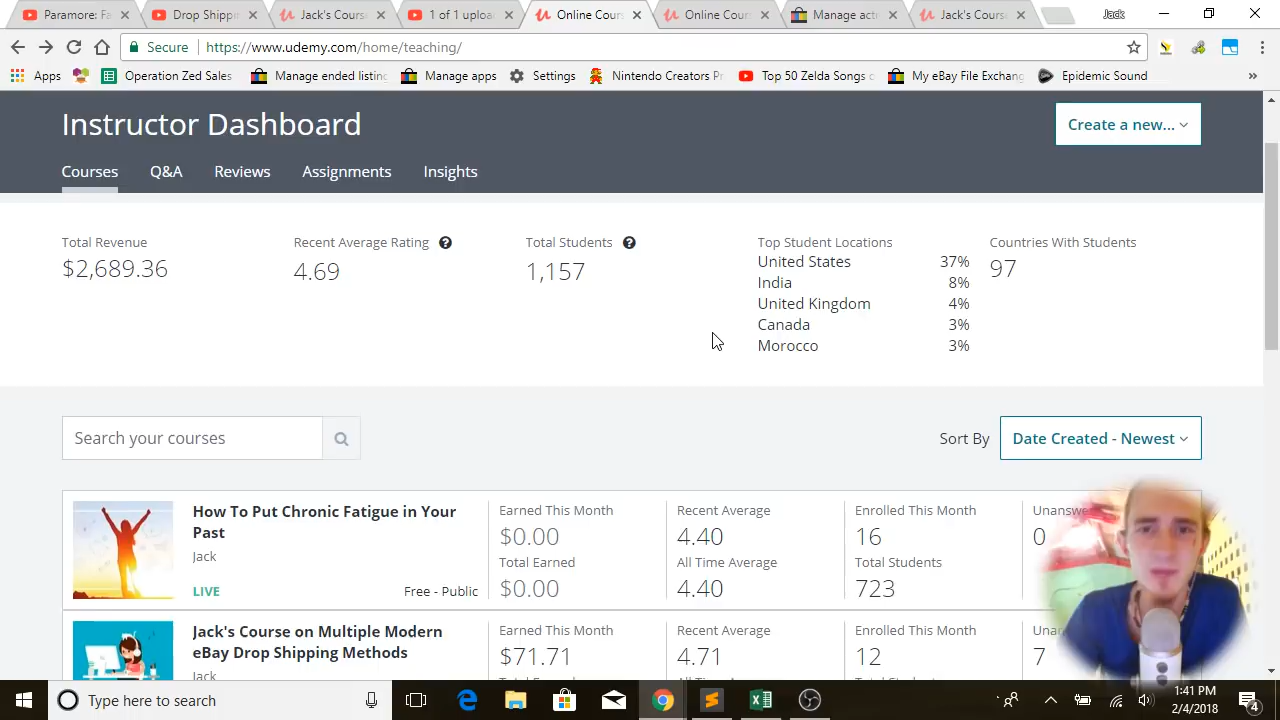 Paramore: Fa
Drop Shippi
Jack's Cours
1 of 1 uploa
Online Cour
Online Cour
Manage acti
Jack's Cours
Jack
Secure
https://www.udemy.com/home/teaching/
Apps
Operation Zed Sales
Manage ended listing
Manage apps
Settings
Nintendo Creators Pr
Top 50 Zelda Songs o
My eBay File Exchang
Epidemic Sound
»
Instructor Dashboard
Create a new...
Courses
Q&A
Reviews
Assignments
Insights
Total Revenue
$2,689.36
Recent Average Rating ?
4.69
Total Students ?
1,157
Top Student Locations
United States 37%
India 8%
United Kingdom 4%
Canada 3%
Morocco 3%
Countries With Students
97
Search your courses
Sort By
Date Created - Newest
How To Put Chronic Fatigue in Your
Past
Jack
LIVE
Free - Public
Earned This Month
$0.00
Total Earned
$0.00
Recent Average
4.40
All Time Average
4.40
Enrolled This Month
16
Total Students
723
Unanswe
0
Jack's Course on Multiple Modern
eBay Drop Shipping Methods
Jack
Earned This Month
$71.71
Recent Average
4.71
Enrolled This Month
12
Una
7
Type here to search
1:41 PM
2/4/2018
4